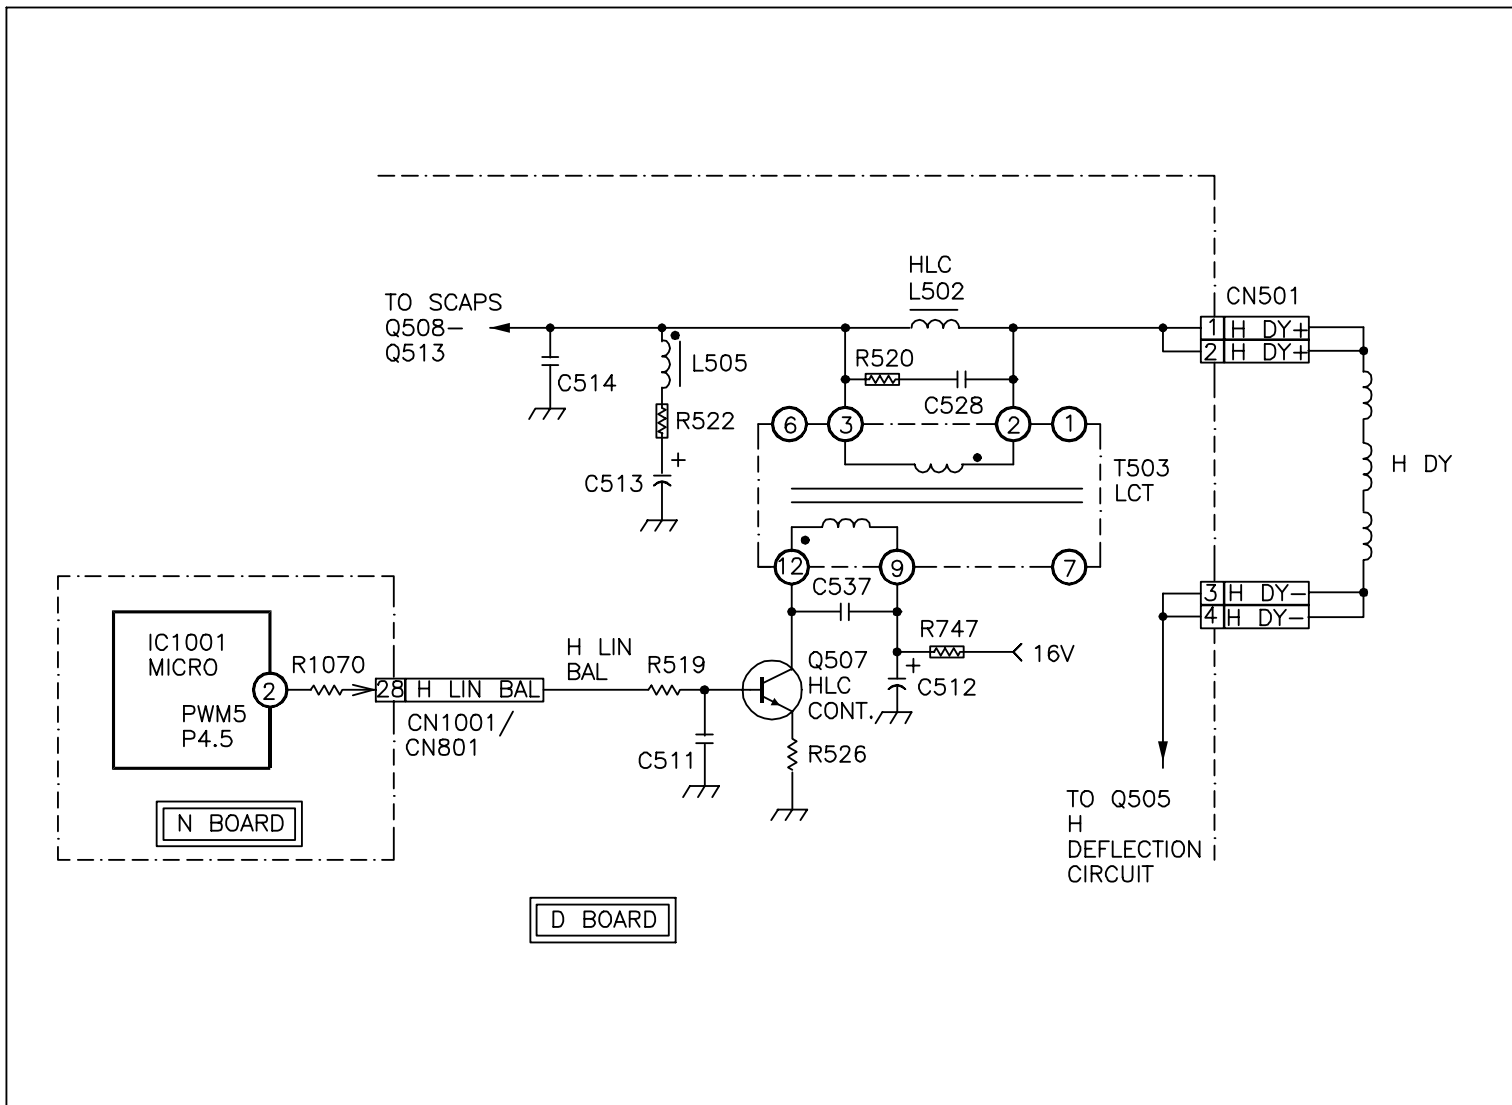 HLC
L502
TO SCAPS
Q508-
Q513
CN501
1 H DY+
2 H DY+
C514
L505
R520
C528
R522
+
C513
6
3
2
1
T503
LCT
H DY
12
9
7
C537
3 H DY-
4 H DY-
IC1001
MICRO
2
PWM5
P4.5
R1070
28 H LIN BAL
CN1001/
CN801
H LIN
BAL
R519
C511
Q507
HLC
CONT.
R526
R747
16V
+
C512
TO Q505
H
DEFLECTION
CIRCUIT
N BOARD
D BOARD